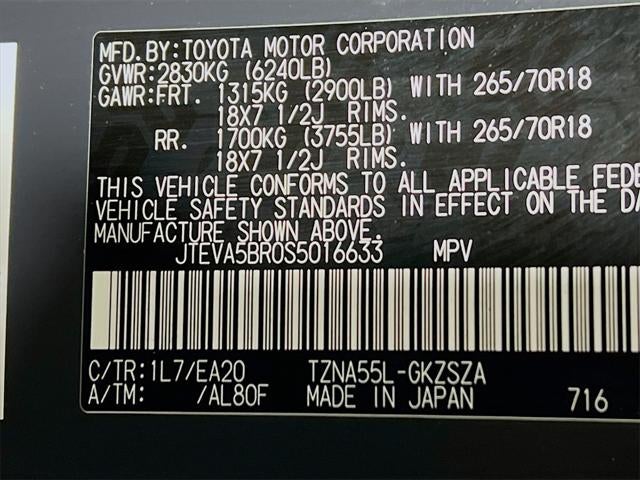 MFD.BY:TOYOTA MOTOR CORPORATION
GVWR:2830KG (6240LB)
GAWR:FRT. 1315KG (2900LB) WITH 265/70R18
18X7 1/2J RIMS.
RR. 1700KG (3755LB) WITH 265/70R18
18X7 1/2J RIMS.
THIS VEHICLE CONFORMS TO ALL APPLICABLE FEDE
VEHICLE SAFETY STANDARDS IN EFFECT ON THE DA
MANUFACTURE SHOWN ABOVE.
JTEVA5BR0S5016633 MPV
C/TR:1L7/EA20 TZNA55L-GKZSZA
A/TM: /AL80F MADE IN JAPAN 716